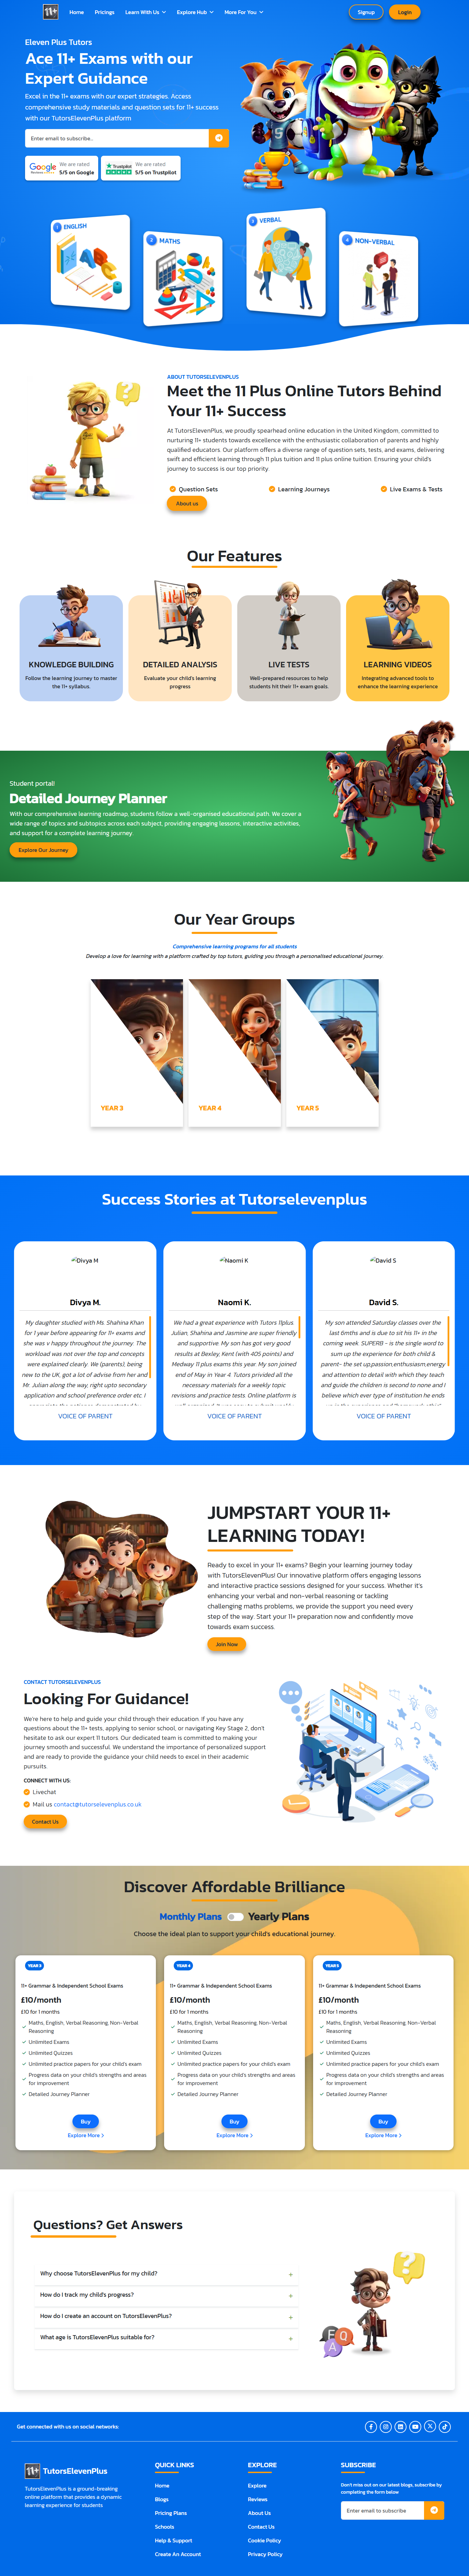 11+
Home
Pricings
Learn With Us
Explore Hub
More For You
Signup
Login
Eleven Plus Tutors
Ace 11+ Exams with our
Expert Guidance
Excel in the 11+ exams with our expert strategies. Access
comprehensive study materials and question sets for 11+ success
with our TutorsElevenPlus platform
Enter email to subscribe..
Google
We are rated
5/5 on Google
Trustpilot
We are rated
5/5 on Trustpilot
1 ENGLISH
2 MATHS
3 VERBAL
4 NON-VERBAL
ABOUT TUTORSELEVENPLUS
Meet the 11 Plus Online Tutors Behind
Your 11+ Success
At TutorsElevenPlus, we proudly spearhead online education in the United Kingdom, committed to
nurturing 11+ students towards excellence with the enthusiastic collaboration of parents and highly
qualified educators. Our platform offers a diverse range of question sets, tests, and exams, delivering
swift and efficient learning through 11 plus tuition and 11 plus online tuition. Ensuring your child's
journey to success is our top priority.
Question Sets
Learning Journeys
Live Exams & Tests
About us
Our Features
KNOWLEDGE BUILDING
Follow the learning journey to master
the 11+ syllabus.
DETAILED ANALYSIS
Evaluate your child's learning
progress
LIVE TESTS
Well-prepared resources to help
students hit their 11+ exam goals.
LEARNING VIDEOS
Integrating advanced tools to
enhance the learning experience
Student portal!
Detailed Journey Planner
With our comprehensive learning roadmap, students follow a well-organised educational path. We cover a
wide range of topics and subtopics across each subject, providing engaging lessons, interactive activities,
and support for a complete learning journey.
Explore Our Journey
Our Year Groups
Comprehensive learning programs for all students
Develop a love for learning with a platform crafted by top tutors, guiding you through a personalised educational journey.
YEAR 3
YEAR 4
YEAR 5
Success Stories at Tutorselevenplus
Divya M
Divya M.
My daughter studied with Ms. Shahina Khan
for 1 year before appearing for 11+ exams and
she was v happy throughout the journey. The
workload was not over the top and concepts
were explained clearly. We (parents), being
new to the UK, got a lot of advise from her and
Mr. Julian along the way, right upto secondary
application and school preference order etc. I
VOICE OF PARENT
Naomi K
Naomi K.
We had a great experience with Tutors 11plus.
Julian, Shahina and Jasmine are super friendly
and supportive. My son has got very good
results at Bexley, Kent (with 405 points) and
Medway 11 plus exams this year. My son joined
end of May in Year 4. Tutors provided all the
necessary materials for a weekly topic
revisions and practice tests. Online platform is
VOICE OF PARENT
David S
David S.
My son attended Saturday classes over the
last 6mths and is due to sit his 11+ in the
coming week. SUPERB - is the single word to
sum up the experience for both child &
parent- the set up,passion,enthusiasm,energy
and attention to detail with which they teach
and guide the children is second to none and I
believe which ever type of institution he ends
VOICE OF PARENT
JUMPSTART YOUR 11+
LEARNING TODAY!
Ready to excel in your 11+ exams? Begin your learning journey today
with TutorsElevenPlus! Our innovative platform offers engaging lessons
and interactive practice sessions designed for your success. Whether it's
enhancing your verbal and non-verbal reasoning or tackling
challenging maths problems, we provide the support you need every
step of the way. Start your 11+ preparation now and confidently move
towards exam success.
Join Now
CONTACT TUTORSELEVENPLUS
Looking For Guidance!
We're here to help and guide your child through their education. If you have any
questions about the 11+ tests, applying to senior school, or navigating Key Stage 2, don't
hesitate to ask our expert 11 tutors. Our dedicated team is committed to making your
journey smooth and successful. We understand the importance of personalized support
and are ready to provide the guidance your child needs to excel in their academic
pursuits.
CONNECT WITH US:
Livechat
Mail us contact@tutorselevenplus.co.uk
Contact Us
Discover Affordable Brilliance
Monthly Plans
Yearly Plans
Choose the ideal plan to support your child's educational journey.
YEAR 3
11+ Grammar & Independent School Exams
£10/month
£10 for 1 months
Maths, English, Verbal Reasoning, Non-Verbal
Reasoning
Unlimited Exams
Unlimited Quizzes
Unlimited practice papers for your child's exam
Progress data on your child's strengths and areas
for improvement
Detailed Journey Planner
Buy
Explore More
YEAR 4
11+ Grammar & Independent School Exams
£10/month
£10 for 1 months
Maths, English, Verbal Reasoning, Non-Verbal
Reasoning
Unlimited Exams
Unlimited Quizzes
Unlimited practice papers for your child's exam
Progress data on your child's strengths and areas
for improvement
Detailed Journey Planner
Buy
Explore More
YEAR 5
11+ Grammar & Independent School Exams
£10/month
£10 for 1 months
Maths, English, Verbal Reasoning, Non-Verbal
Reasoning
Unlimited Exams
Unlimited Quizzes
Unlimited practice papers for your child's exam
Progress data on your child's strengths and areas
for improvement
Detailed Journey Planner
Buy
Explore More
Questions? Get Answers
Why choose TutorsElevenPlus for my child?
How do I track my child's progress?
How do I create an account on TutorsElevenPlus?
What age is TutorsElevenPlus suitable for?
F
Q
A
Get connected with us on social networks:
11+ TutorsElevenPlus
TutorsElevenPlus is a ground-breaking
online platform that provides a dynamic
learning experience for students
QUICK LINKS
Home
Blogs
Pricing Plans
Schools
Help & Support
Create An Account
EXPLORE
Explore
Reviews
About Us
Contact Us
Cookie Policy
Privacy Policy
SUBSCRIBE
Don't miss out on our latest blogs, subscribe by
completing the form below
Enter email to subscribe